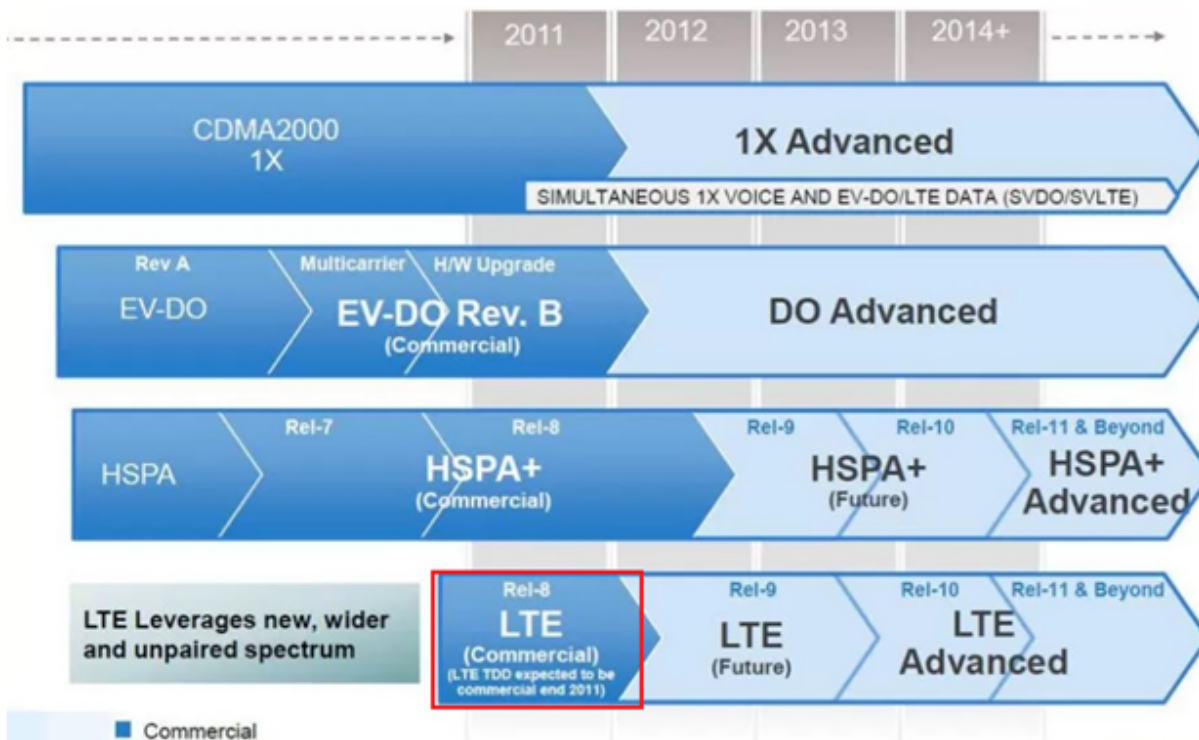 2011 2012 2013 2014+
CDMA2000
1X
1X Advanced
SIMULTANEOUS 1X VOICE AND EV-DO/LTE DATA (SVDO/SVLTE)
Rev A Multicarrier H/W Upgrade
EV-DO
EV-DO Rev. B
(Commercial)
DO Advanced
Rel-7 Rel-8 Rel-9 Rel-10 Rel-11 & Beyond
HSPA
HSPA+
(Commercial)
HSPA+
(Future)
HSPA+
Advanced
LTE Leverages new, wider
and unpaired spectrum
Rel-8 Rel-9 Rel-10 Rel-11 & Beyond
LTE
(Commercial)
(LTE TDD expected to be
commercial end 2011)
LTE
(Future)
LTE
Advanced
Commercial